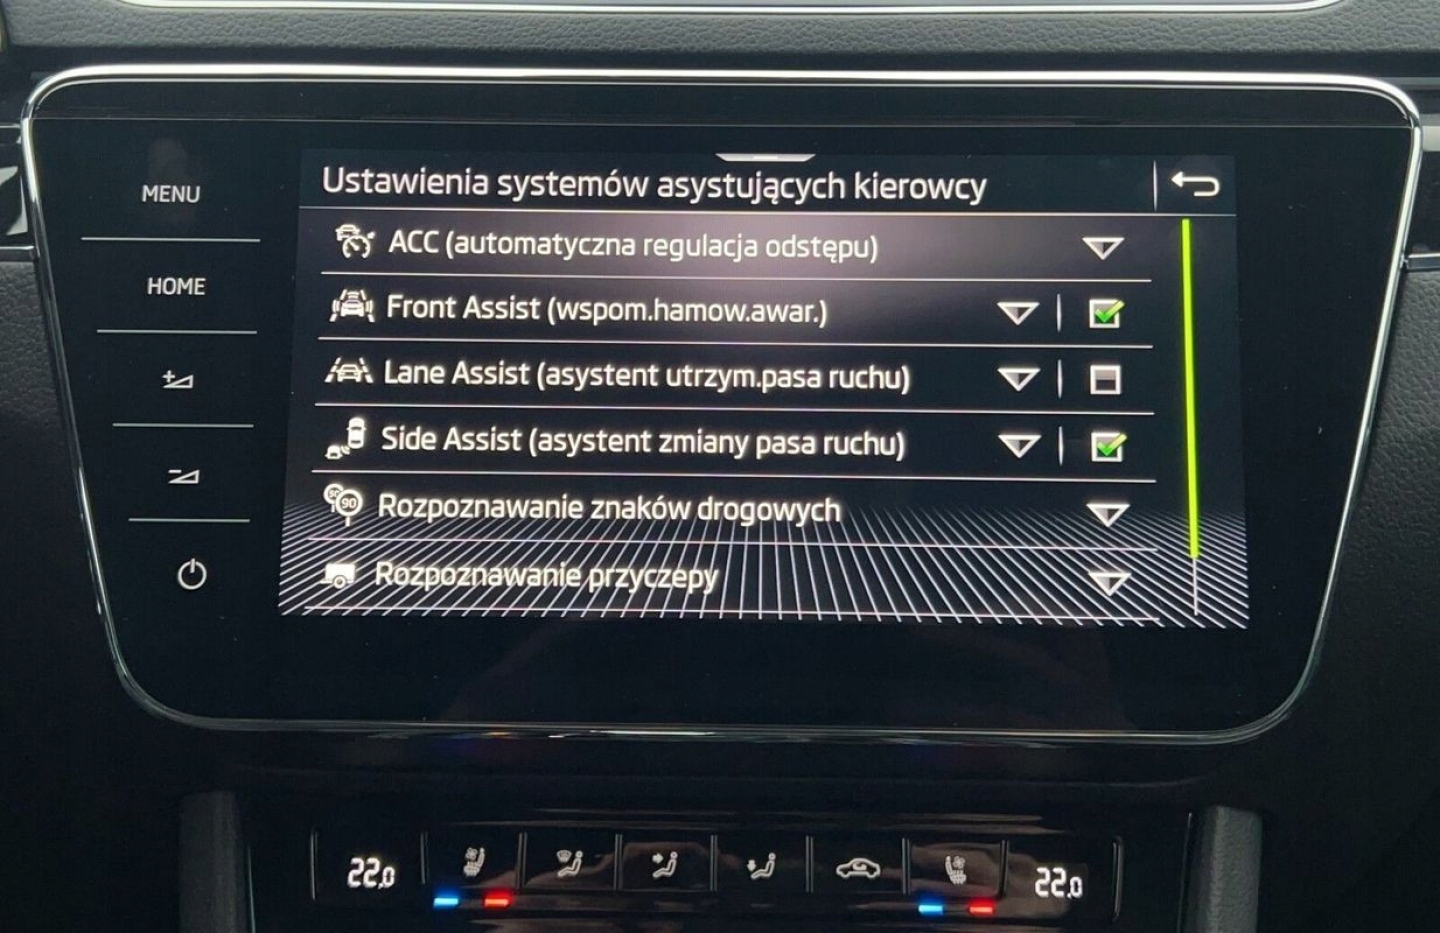 MENU
HOME
Ustawienia systemów asystujących kierowcy
ACC (automatyczna regulacja odstępu)
Front Assist (wspom.hamow.awar.)
Lane Assist (asystent utrzym.pasa ruchu)
Side Assist (asystent zmiany pasa ruchu)
90 Rozpoznawanie znaków drogowych
Rozpoznawanie przyczepy
22,0
22,0